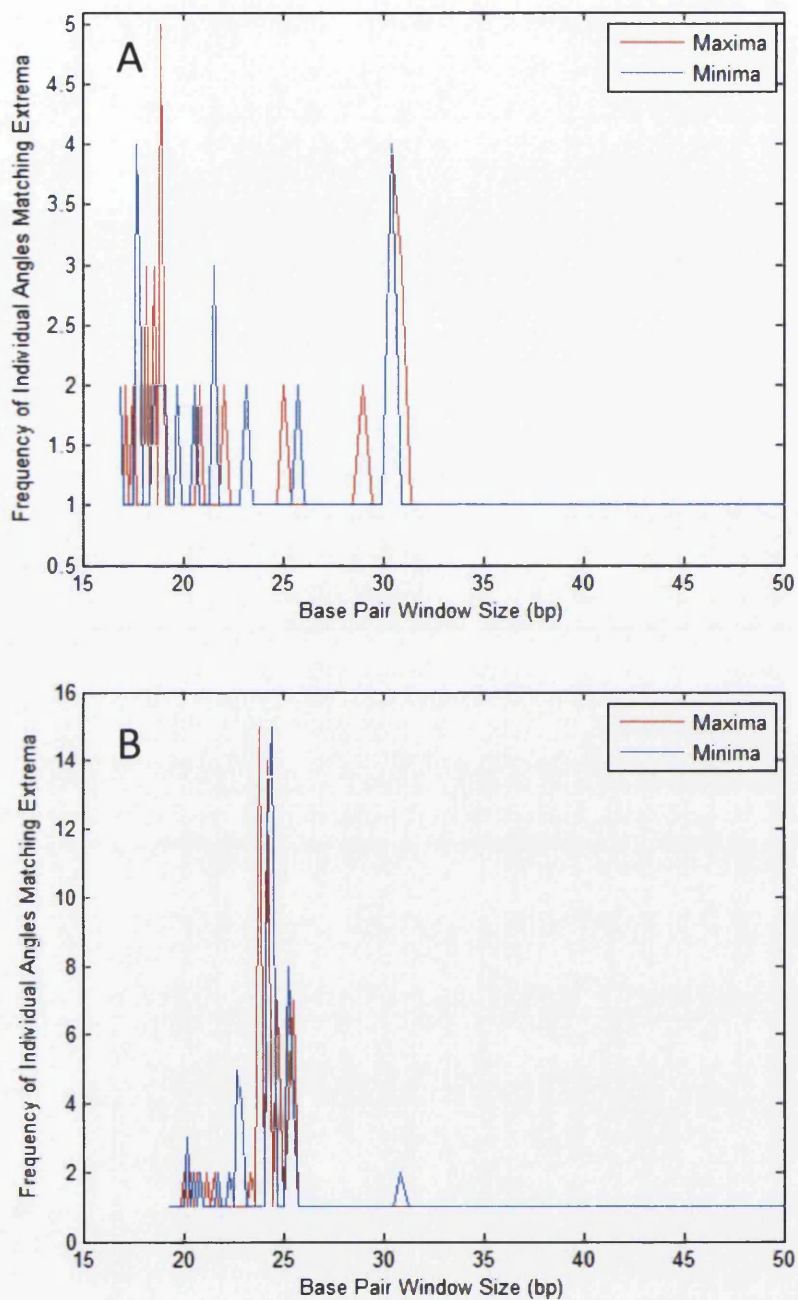 A
Maxima
Minima
Frequency of Individual Angles Matching Extrema
5
4.5
4
3.5
3
2.5
2
1.5
1
0.5
15 20 25 30 35 40 45 50
Base Pair Window Size (bp)
B
Maxima
Minima
Frequency of Individual Angles Matching Extrema
16
14
12
10
8
6
4
2
0
15 20 25 30 35 40 45 50
Base Pair Window Size (bp)